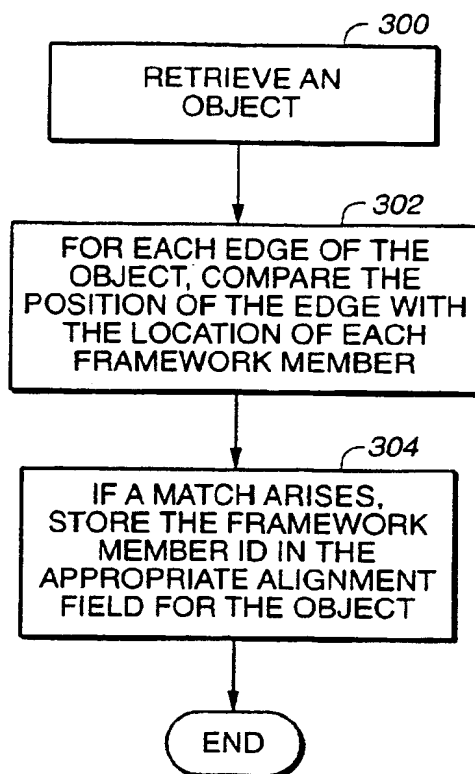 300
RETRIEVE AN
OBJECT
302
FOR EACH EDGE OF THE
OBJECT, COMPARE THE
POSITION OF THE EDGE WITH
THE LOCATION OF EACH
FRAMEWORK MEMBER
304
IF A MATCH ARISES,
STORE THE FRAMEWORK
MEMBER ID IN THE
APPROPRIATE ALIGNMENT
FIELD FOR THE OBJECT
END